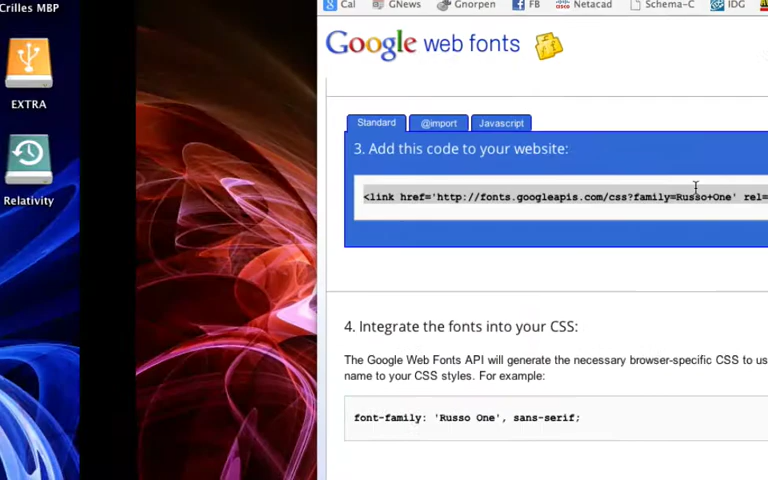 Crilles MBP
EXTRA
Relativity
Cal GNews Gnorpen FB Netacad Schema-C IDG
Google web fonts
Standard @import Javascript
3. Add this code to your website:
<link href='http://fonts.googleapis.com/css?family=Russo+One' rel=
4. Integrate the fonts into your CSS:
The Google Web Fonts API will generate the necessary browser-specific CSS to us
name to your CSS styles. For example:
font-family: 'Russo One', sans-serif;